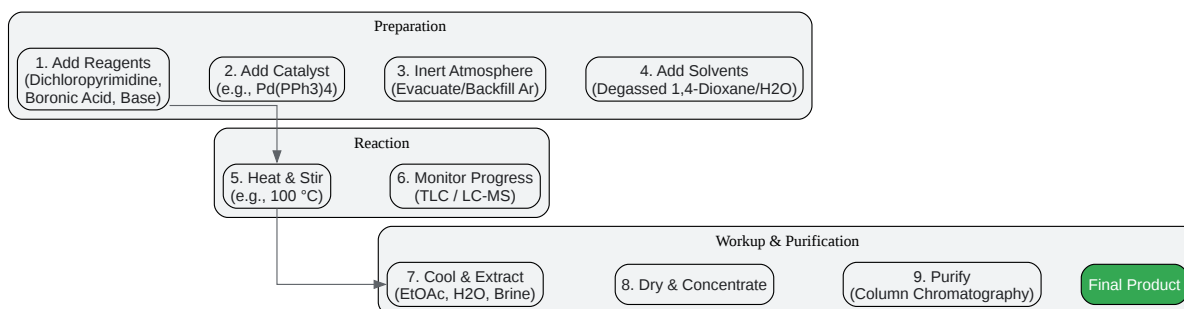 Preparation
1. Add Reagents
(Dichloropyrimidine,
Boronic Acid, Base)
2. Add Catalyst
(e.g., Pd(PPh3)4)
3. Inert Atmosphere
(Evacuate/Backfill Ar)
4. Add Solvents
(Degassed 1,4-Dioxane/H2O)
Reaction
5. Heat & Stir
(e.g., 100 °C)
6. Monitor Progress
(TLC / LC-MS)
Workup & Purification
7. Cool & Extract
(EtOAc, H2O, Brine)
8. Dry & Concentrate
9. Purify
(Column Chromatography)
Final Product